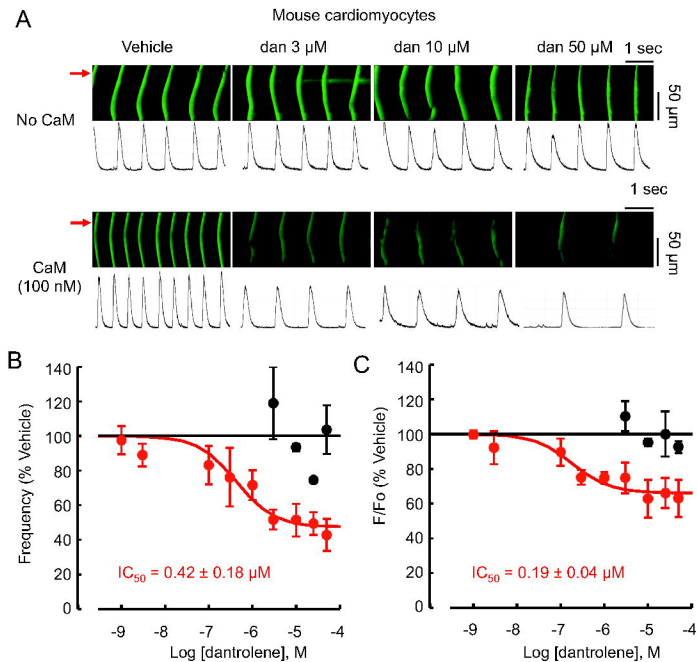 A
Mouse cardiomyocytes
Vehicle dan 3 µM dan 10 µM dan 50 µM 1 sec
No CaM
50 µm
1 sec
CaM
(100 nM)
50 µm
B
Frequency (% Vehicle)
140
120
100
80
60
40
20
0
IC50 = 0.42 ± 0.18 µM
-9 -8 -7 -6 -5 -4
Log [dantrolene], M
C
F/Fo (% Vehicle)
140
120
100
80
60
40
20
0
IC50 = 0.19 ± 0.04 µM
-9 -8 -7 -6 -5 -4
Log [dantrolene], M